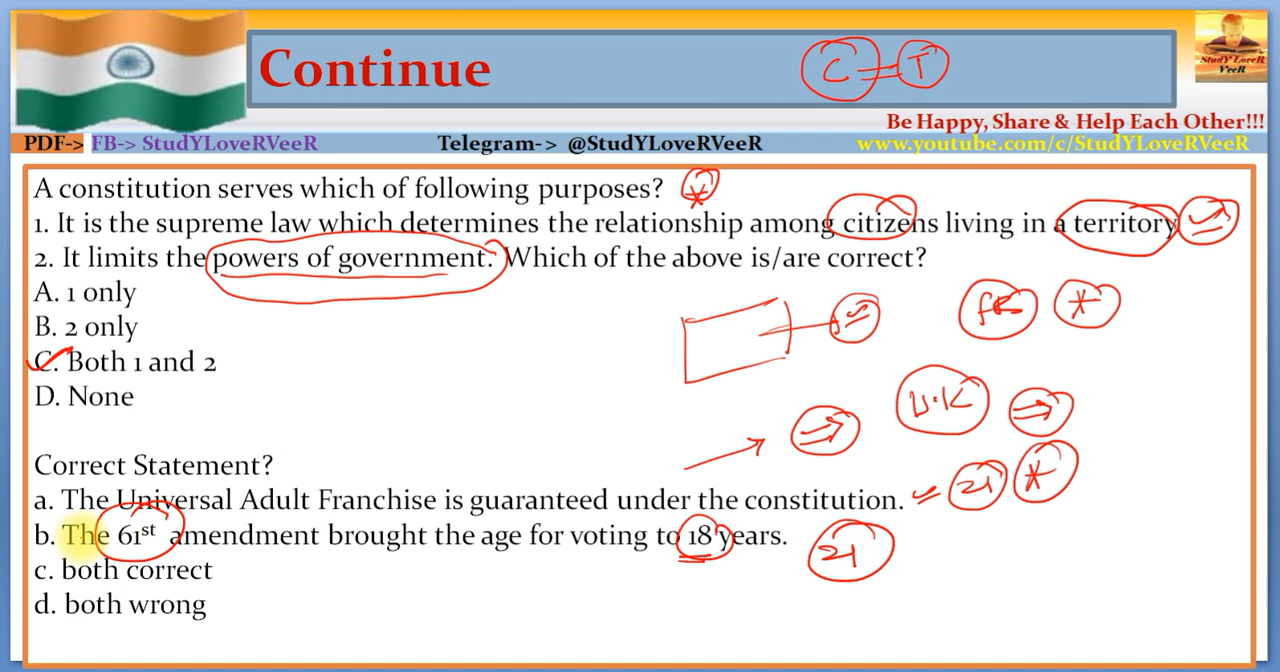 Continue
C = T
StudY LoveR
VeeR
Be Happy, Share & Help Each Other!!!
PDF-> FB-> StudYLoveRVeeR Telegram-> @StudYLoveRVeeR www.youtube.com/c/StudYLoveRVeeR
A constitution serves which of following purposes?
1. It is the supreme law which determines the relationship among citizens living in a territory
2. It limits the powers of government. Which of the above is/are correct?
A. 1 only
B. 2 only
C. Both 1 and 2
D. None
U.K
Correct Statement?
a. The Universal Adult Franchise is guaranteed under the constitution. 21
b. The 61st amendment brought the age for voting to 18 years. 21
c. both correct
d. both wrong